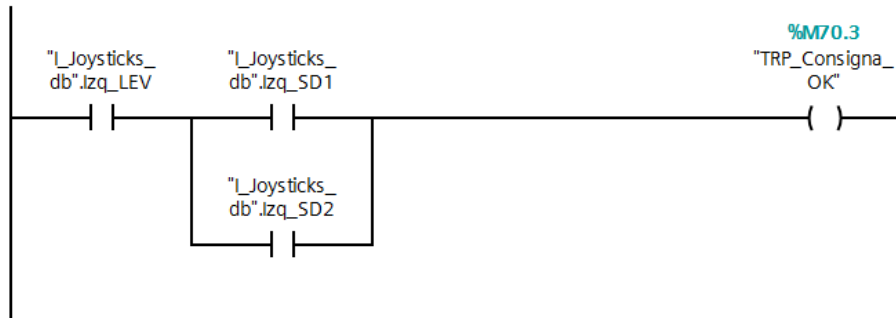 %M70.3
"I_Joysticks_
db".Izq_LEV
"I_Joysticks_
db".Izq_SD1
"TRP_Consigna_
OK"
"I_Joysticks_
db".Izq_SD2